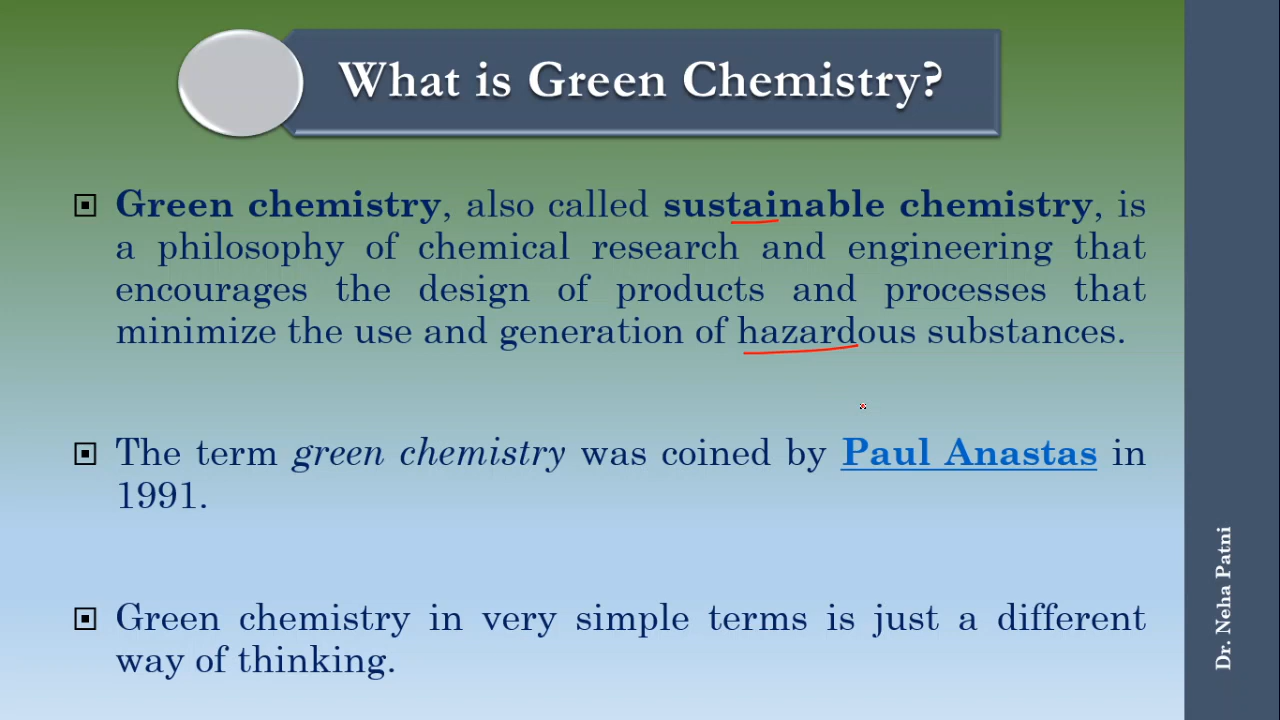 What is Green Chemistry?
Green chemistry, also called sustainable chemistry, is
a philosophy of chemical research and engineering that
encourages the design of products and processes that
minimize the use and generation of hazardous substances.
The term green chemistry was coined by Paul Anastas in
1991.
Green chemistry in very simple terms is just a different
way of thinking.
Dr. Neha Patni